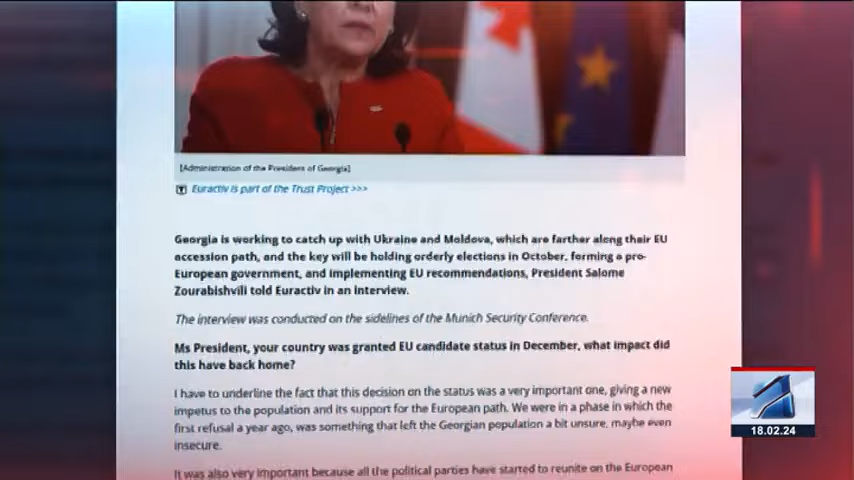 [Administration of the President of Georgia]
Euractiv is part of the Trust Project >>>
Georgia is working to catch up with Ukraine and Moldova, which are farther along their EU
accession path, and the key will be holding orderly elections in October, forming a pro-
European government, and implementing EU recommendations, President Salome
Zourabishvili told Euractiv in an interview.
The interview was conducted on the sidelines of the Munich Security Conference.
Ms President, your country was granted EU candidate status in December, what impact did
this have back home?
I have to underline the fact that this decision on the status was a very important one, giving a new
impetus to the population and its support for the European path. We were in a phase in which the
first refusal a year ago, was something that left the Georgian population a bit unsure, maybe even
insecure.
It was also very important because all the political parties have started to reunite on the European
18.02.24